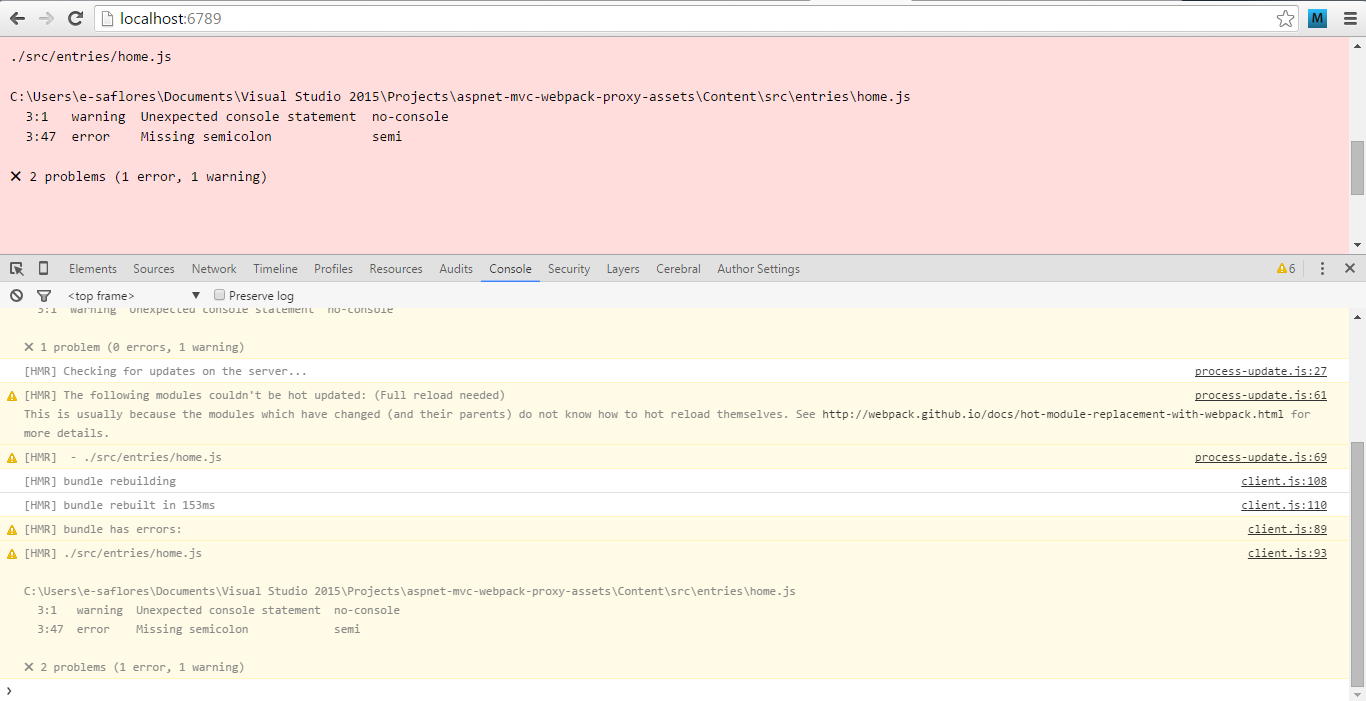 localhost:6789
M
./src/entries/home.js
C:\Users\e-saflores\Documents\Visual Studio 2015\Projects\aspnet-mvc-webpack-proxy-assets\Content\src\entries\home.js
3:1 warning Unexpected console statement no-console
3:47 error Missing semicolon semi
✕ 2 problems (1 error, 1 warning)
Elements Sources Network Timeline Profiles Resources Audits Console Security Layers Cerebral Author Settings 6
<top frame> ▼ Preserve log
3:1 warning Unexpected console statement no-console
✕ 1 problem (0 errors, 1 warning)
[HMR] Checking for updates on the server... process-update.js:27
[HMR] The following modules couldn't be hot updated: (Full reload needed) process-update.js:61
This is usually because the modules which have changed (and their parents) do not know how to hot reload themselves. See http://webpack.github.io/docs/hot-module-replacement-with-webpack.html for
more details.
[HMR]  - ./src/entries/home.js process-update.js:69
[HMR] bundle rebuilding client.js:108
[HMR] bundle rebuilt in 153ms client.js:110
[HMR] bundle has errors: client.js:89
[HMR] ./src/entries/home.js client.js:93
C:\Users\e-saflores\Documents\Visual Studio 2015\Projects\aspnet-mvc-webpack-proxy-assets\Content\src\entries\home.js
3:1 warning Unexpected console statement no-console
3:47 error Missing semicolon semi
✕ 2 problems (1 error, 1 warning)